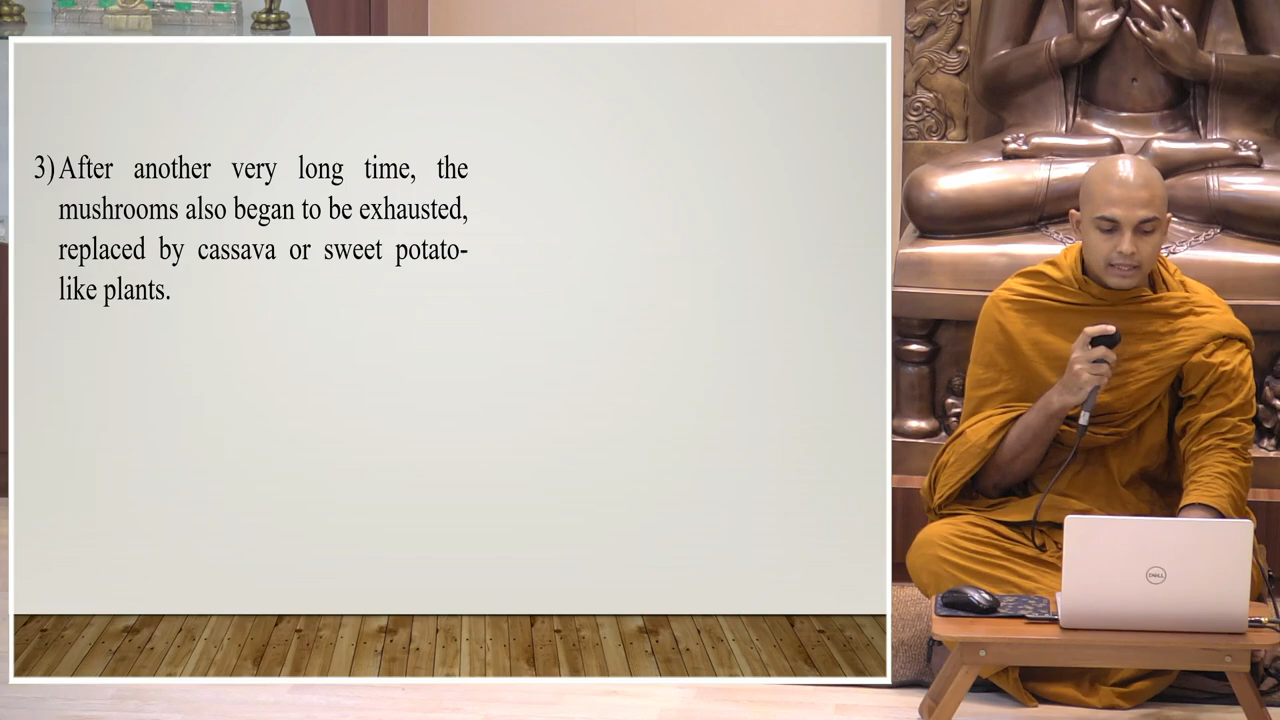 3) After another very long time, the
mushrooms also began to be exhausted,
replaced by cassava or sweet potato-
like plants.
DELL